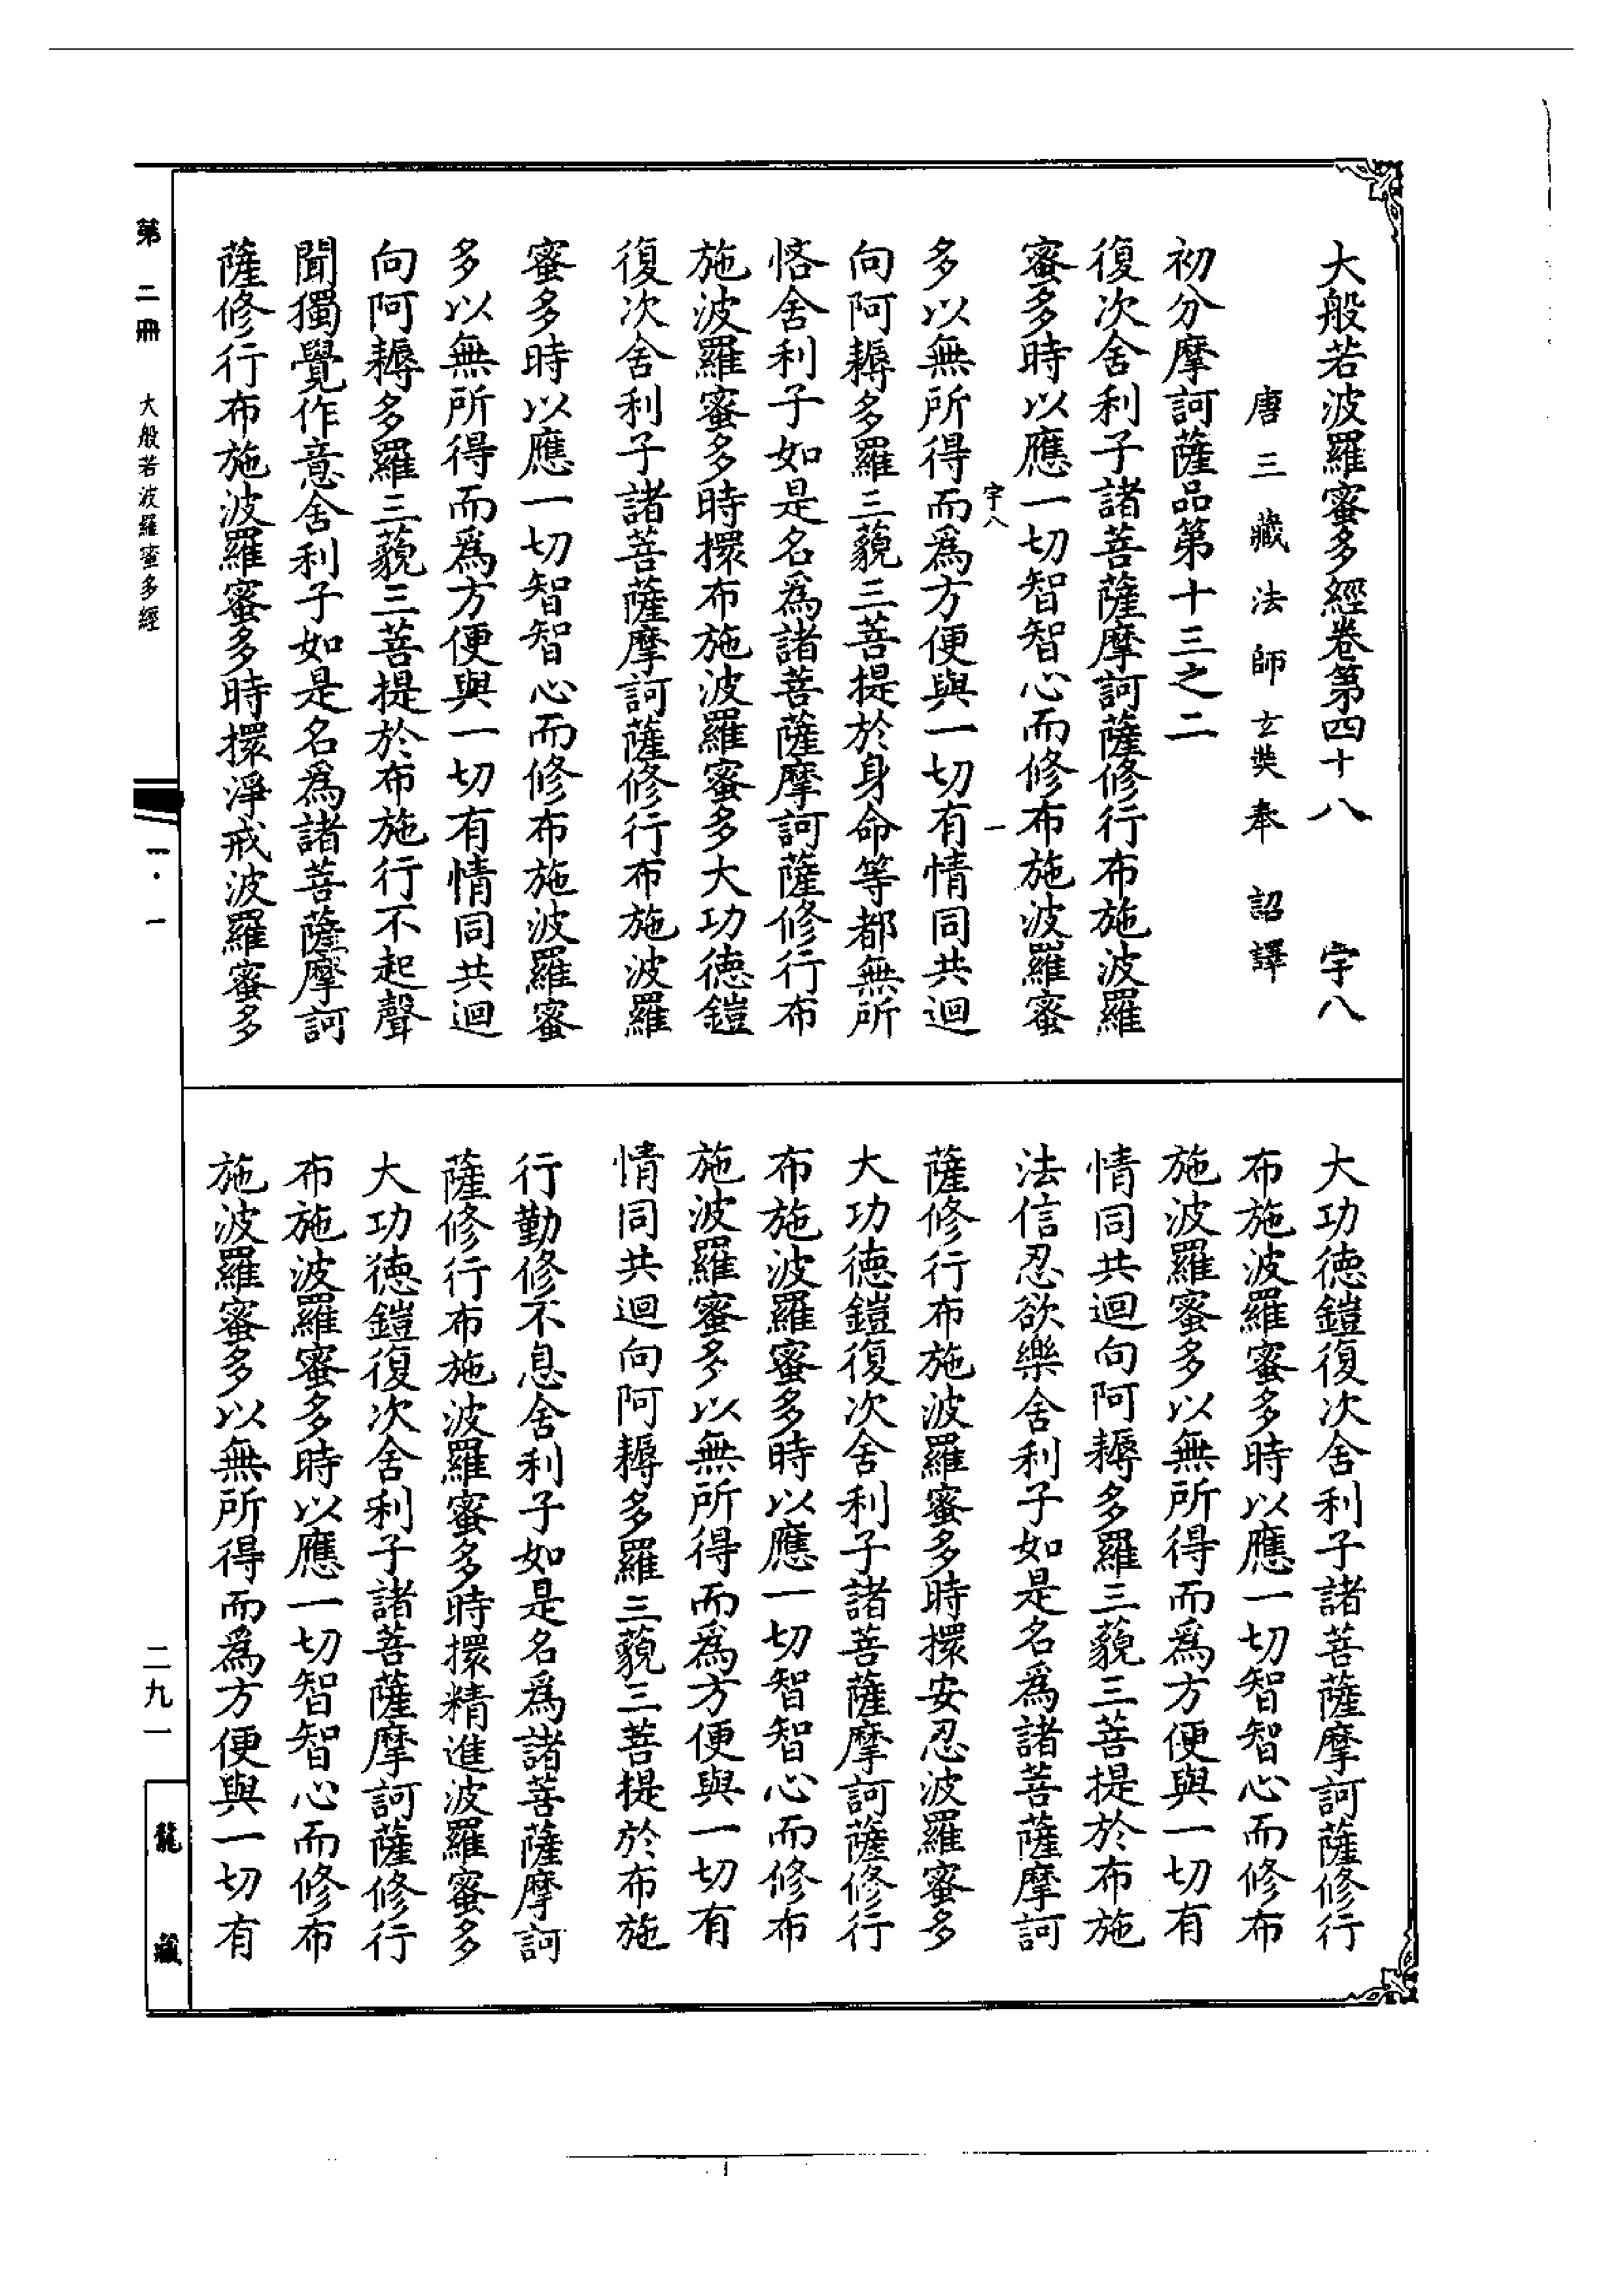 大般若波羅蜜多經卷第四十八　宇八
唐三藏法師玄奘奉　詔譯
初分摩訶薩品第十三之二
復次舍利子諸菩薩摩訶薩修行布施波羅
蜜多時以應一切智智心而修布施波羅蜜
宇八　一
多以無所得而爲方便與一切有情同共迴
向阿耨多羅三藐三菩提於身命等都無所
悋舍利子如是名爲諸菩薩摩訶薩修行布
施波羅蜜多時擐布施波羅蜜多大功德鎧
復次舍利子諸菩薩摩訶薩修行布施波羅
蜜多時以應一切智智心而修布施波羅蜜
多以無所得而爲方便與一切有情同共迴
向阿耨多羅三藐三菩提於布施行不起聲
聞獨覺作意舍利子如是名爲諸菩薩摩訶
薩修行布施波羅蜜多時擐淨戒波羅蜜多
大功德鎧復次舍利子諸菩薩摩訶薩修行
布施波羅蜜多時以應一切智智心而修布
施波羅蜜多以無所得而爲方便與一切有
情同共迴向阿耨多羅三藐三菩提於布施
法信忍欲樂舍利子如是名爲諸菩薩摩訶
薩修行布施波羅蜜多時擐安忍波羅蜜多
大功德鎧復次舍利子諸菩薩摩訶薩修行
布施波羅蜜多時以應一切智智心而修布
施波羅蜜多以無所得而爲方便與一切有
情同共迴向阿耨多羅三藐三菩提於布施
行勤修不息舍利子如是名爲諸菩薩摩訶
薩修行布施波羅蜜多時擐精進波羅蜜多
大功德鎧復次舍利子諸菩薩摩訶薩修行
布施波羅蜜多時以應一切智智心而修布
施波羅蜜多以無所得而爲方便與一切有
第二冊　大般若波羅蜜多經
二九一
龍藏